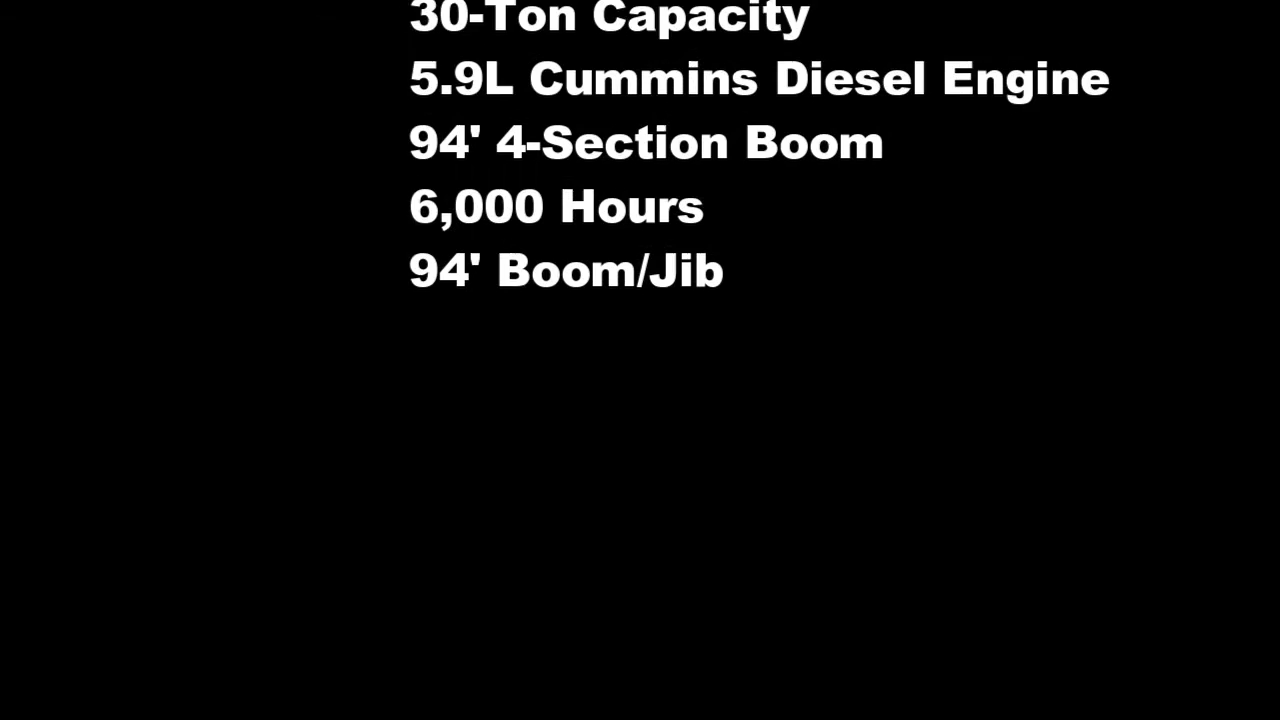 30-Ton Capacity
5.9L Cummins Diesel Engine
94' 4-Section Boom
6,000 Hours
94' Boom/Jib